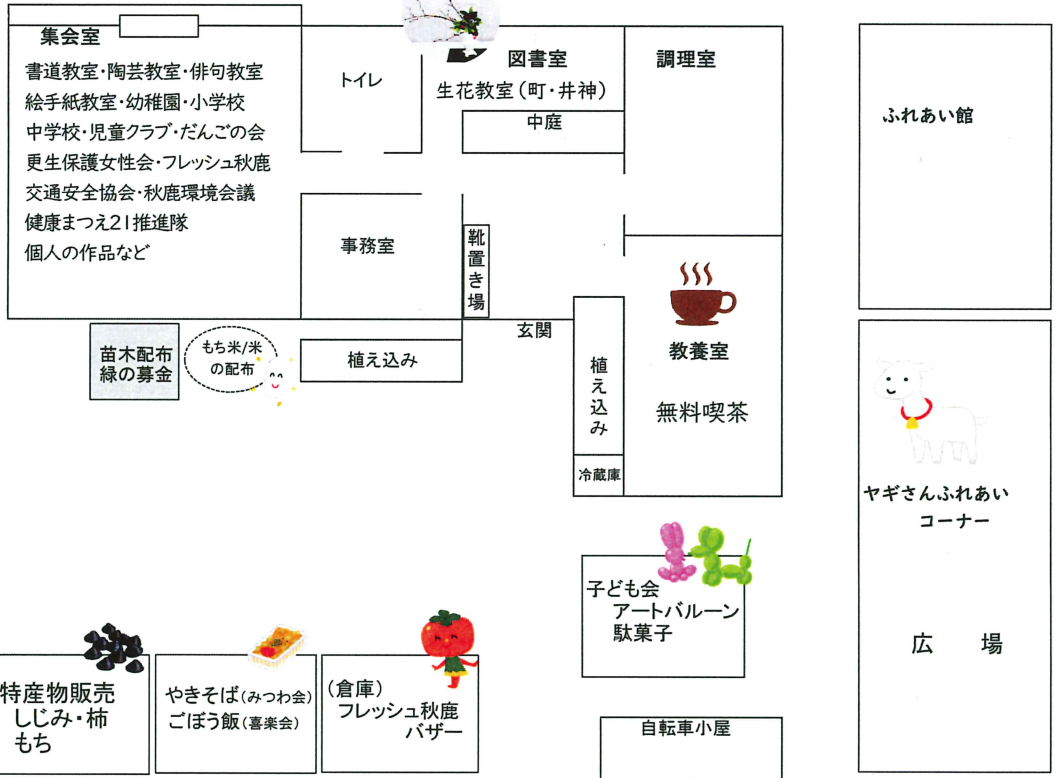 集会室
書道教室・陶芸教室・俳句教室
絵手紙教室・幼稚園・小学校
中学校・児童クラブ・だんごの会
更生保護女性会・フレッシュ秋鹿
交通安全協会・秋鹿環境会議
健康まつえ21推進隊
個人の作品など
トイレ
図書室
生花教室(町・井神)
中庭
調理室
ふれあい館
事務室
靴置き場
玄関
苗木配布
緑の募金
もち米/米
の配布
植え込み
植え込み
冷蔵庫
教養室
無料喫茶
ヤギさんふれあい
コーナー
広 場
子ども会
アートバルーン
駄菓子
特産物販売
しじみ・柿
もち
やきそば(みつわ会)
ごぼう飯(喜楽会)
(倉庫)
フレッシュ秋鹿
バザー
自転車小屋